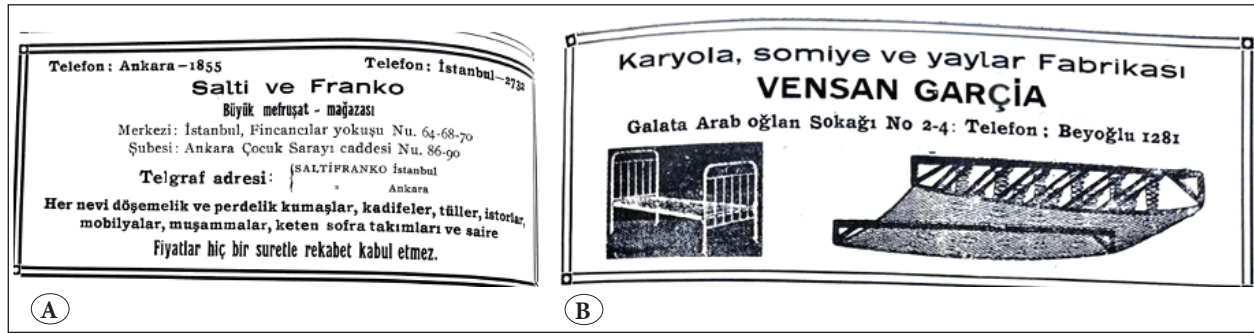 Telefon: Ankara-1855 Telefon: İstanbul-2732
Salti ve Franko
Büyük mefruşat - mağazası
Merkezi: İstanbul, Fincancılar yokuşu Nu. 64-68-70
Şubesi: Ankara Çocuk Sarayı caddesi Nu. 86-90
Telgraf adresi: {SALTİFRANKO İstanbul
" Ankara
Her nevi döşemelik ve perdelik kumaşlar, kadifeler, tüller, istorlar,
mobilyalar, muşammalar, keten sofra takımları ve saire
Fiyatlar hiç bir suretle rekabet kabul etmez.
A
Karyola, somiye ve yaylar Fabrikası
VENSAN GARÇİA
Galata Arab oğlan Sokağı No 2-4: Telefon: Beyoğlu 1281
B